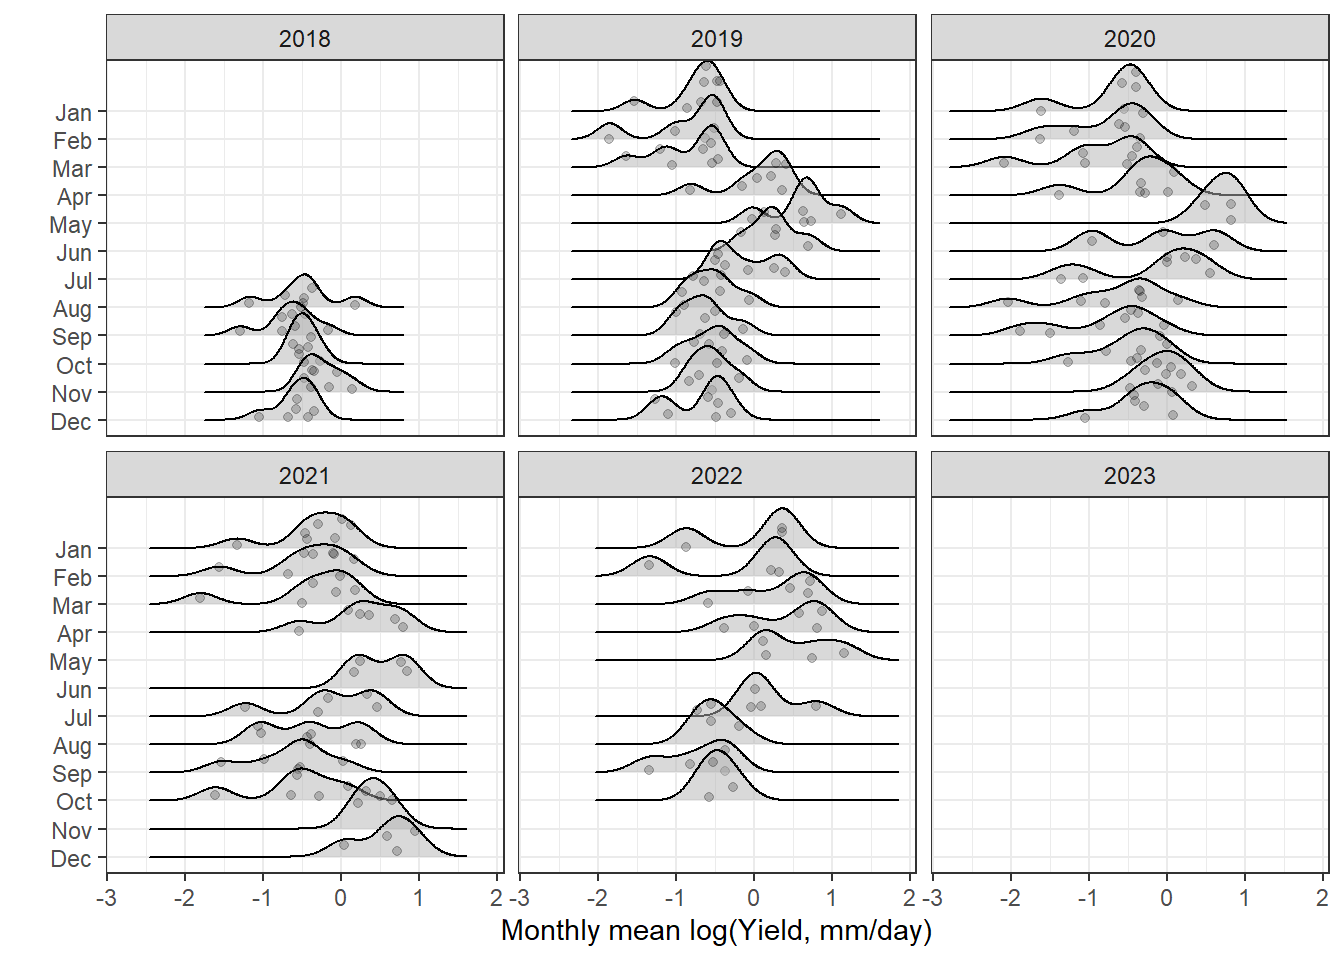 2018 2019 2020
Jan
Feb
Mar
Apr
May
Jun
Jul
Aug
Sep
Oct
Nov
Dec
2021 2022 2023
Jan
Feb
Mar
Apr
May
Jun
Jul
Aug
Sep
Oct
Nov
Dec
-3 -2 -1 0 1 2 -3 -2 -1 0 1 2 -3 -2 -1 0 1 2
Monthly mean log(Yield, mm/day)